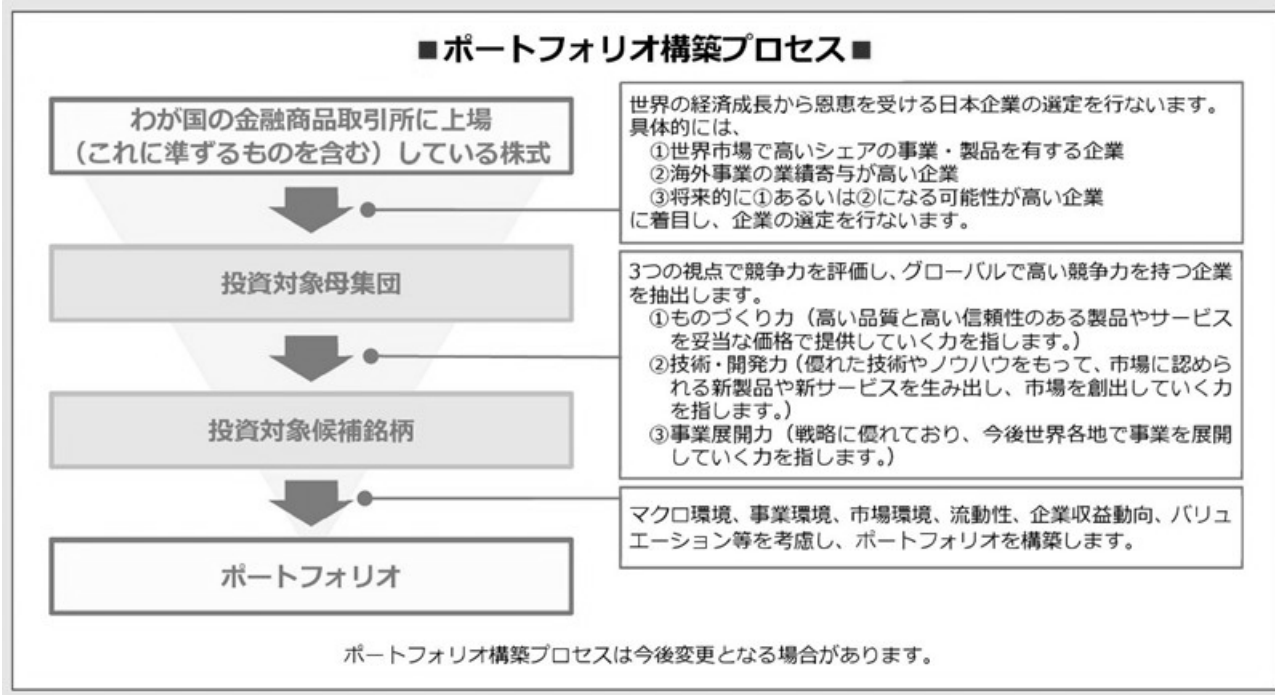 ■ポートフォリオ構築プロセス■
わが国の金融商品取引所に上場
（これに準ずるものを含む）している株式
世界の経済成長から恩恵を受ける日本企業の選定を行ないます。
具体的には、
①世界市場で高いシェアの事業・製品を有する企業
②海外事業の業績寄与が高い企業
③将来的に①あるいは②になる可能性が高い企業
に着目し、企業の選定を行ないます。
投資対象母集団
3つの視点で競争力を評価し、グローバルで高い競争力を持つ企業
を抽出します。
①ものづくり力（高い品質と高い信頼性のある製品やサービス
を妥当な価格で提供していく力を指します。）
②技術・開発力（優れた技術やノウハウをもって、市場に認めら
れる新製品や新サービスを生み出し、市場を創出していく力
を指します。）
③事業展開力（戦略に優れており、今後世界各地で事業を展開
していく力を指します。）
投資対象候補銘柄
マクロ環境、事業環境、市場環境、流動性、企業収益動向、バリュ
エーション等を考慮し、ポートフォリオを構築します。
ポートフォリオ
ポートフォリオ構築プロセスは今後変更となる場合があります。